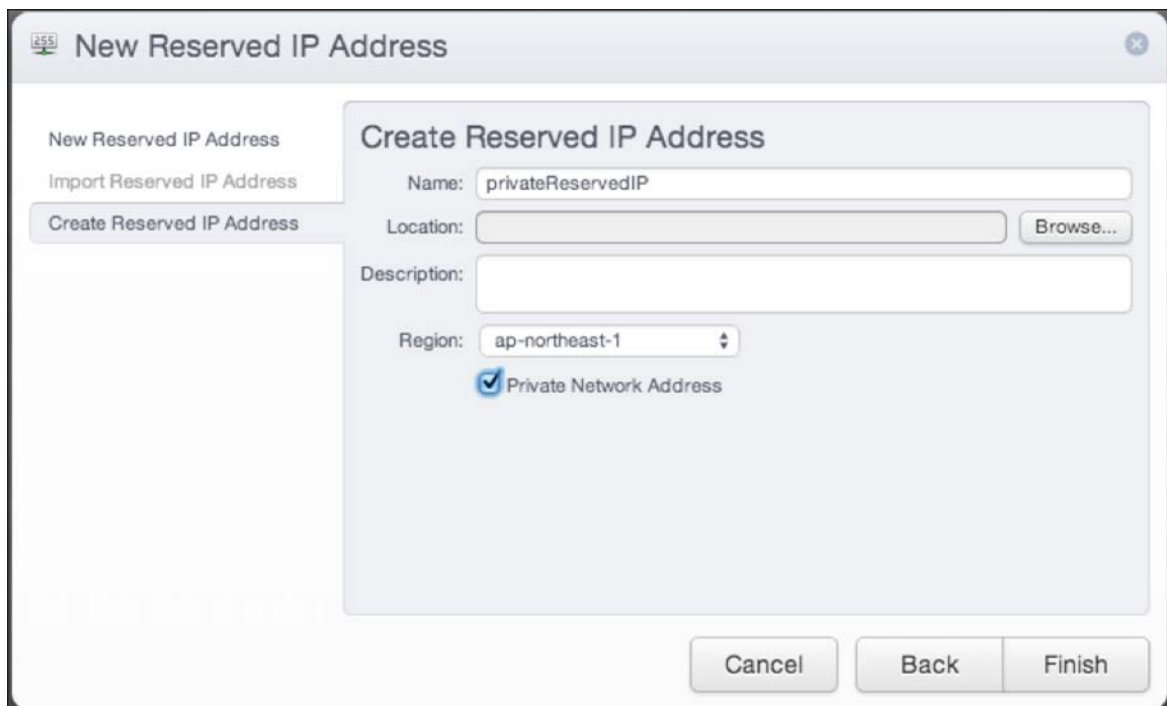 255
New Reserved IP Address
New Reserved IP Address
Import Reserved IP Address
Create Reserved IP Address
Create Reserved IP Address
Name: privateReservedIP
Location: Browse...
Description:
Region: ap-northeast-1
Private Network Address
Cancel Back Finish